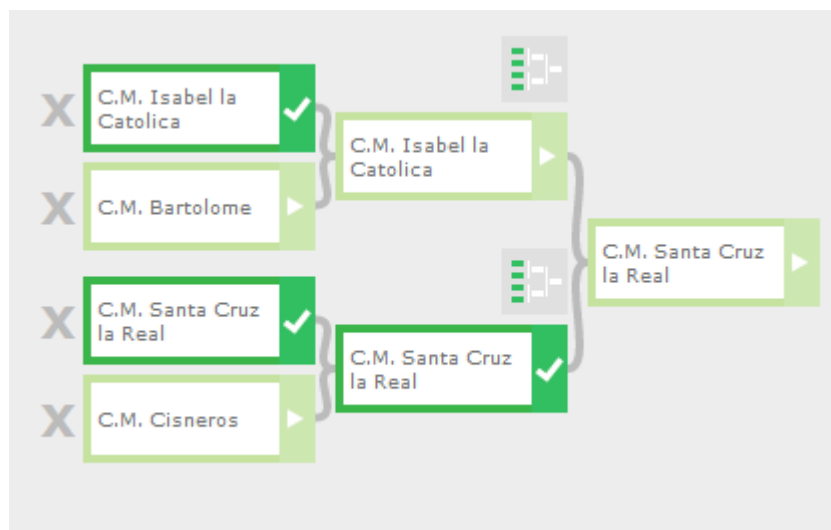 C.M. Isabel la
Catolica
C.M. Bartolome
C.M. Santa Cruz
la Real
C.M. Cisneros
C.M. Isabel la
Catolica
C.M. Santa Cruz
la Real
C.M. Santa Cruz
la Real